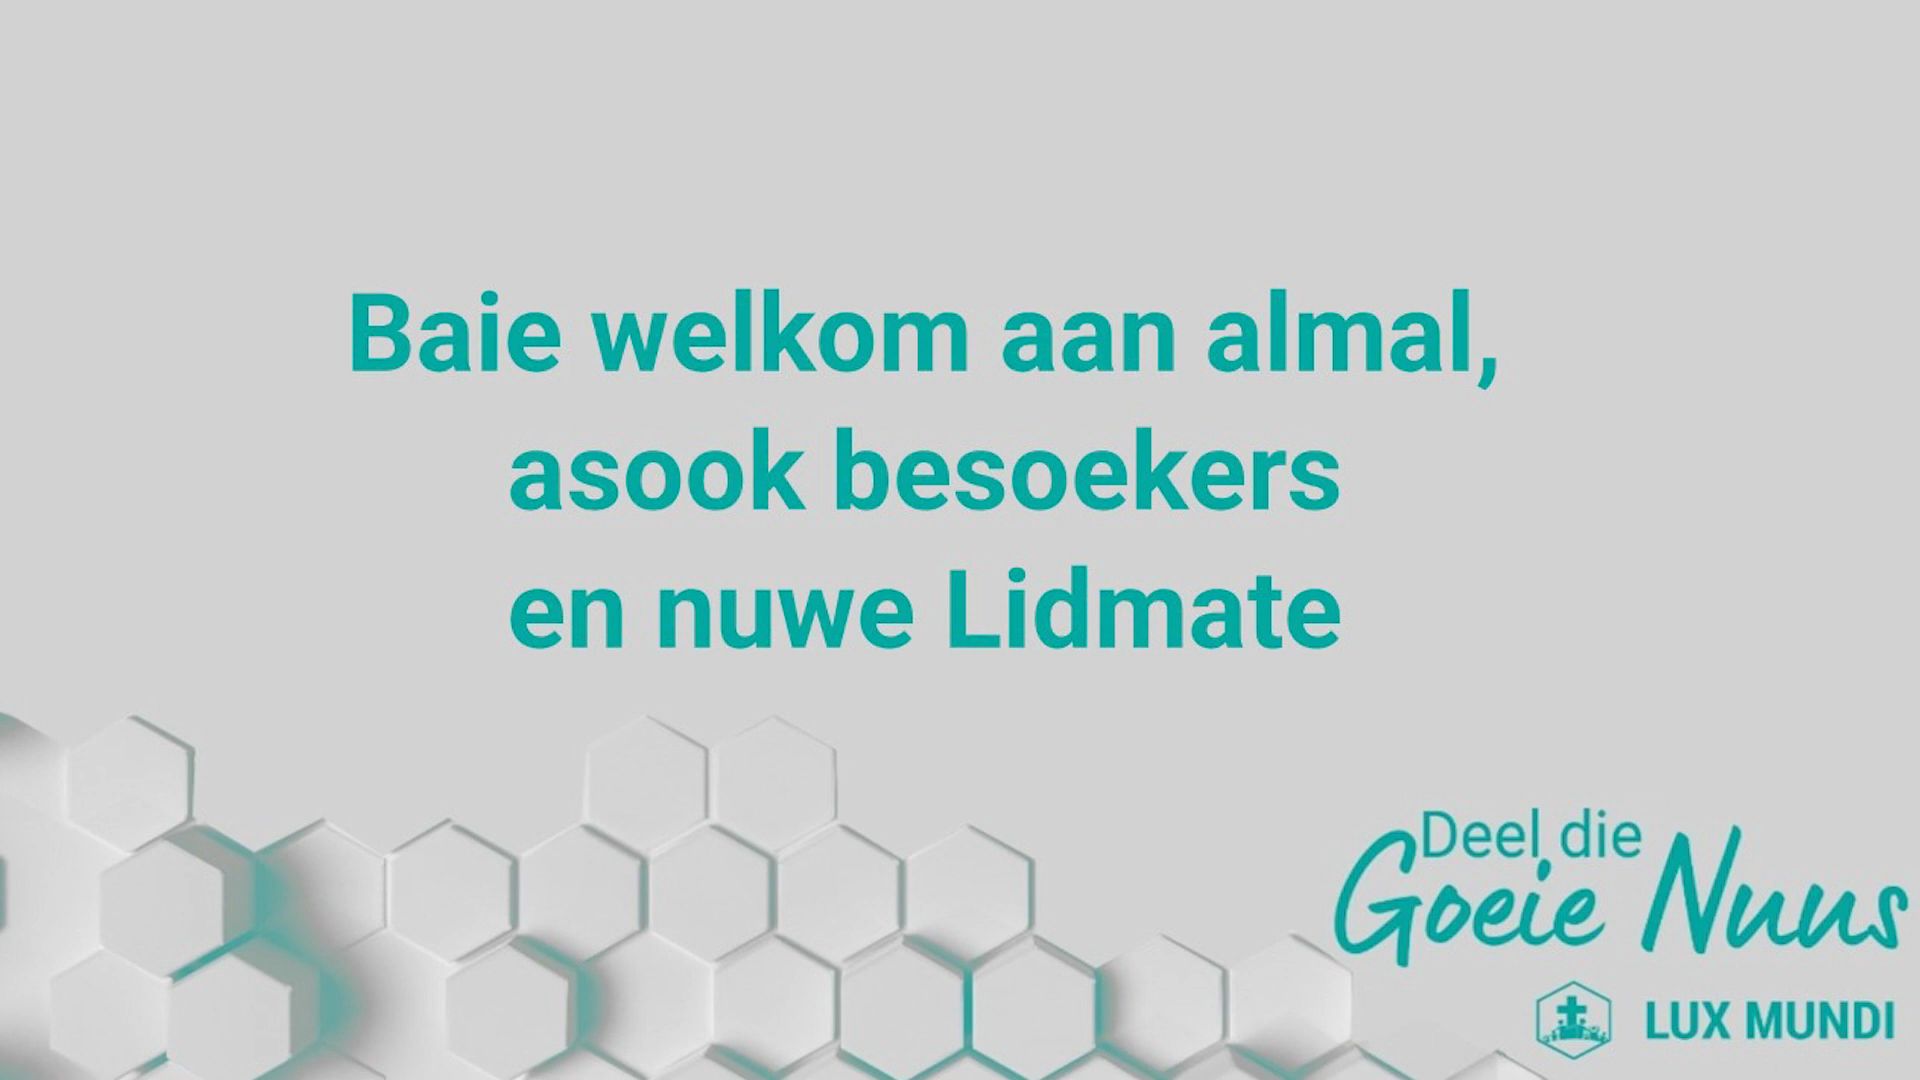 Baie welkom aan almal,
asook besoekers
en nuwe Lidmate
Deel die
Goeie Nuus
LUX MUNDI